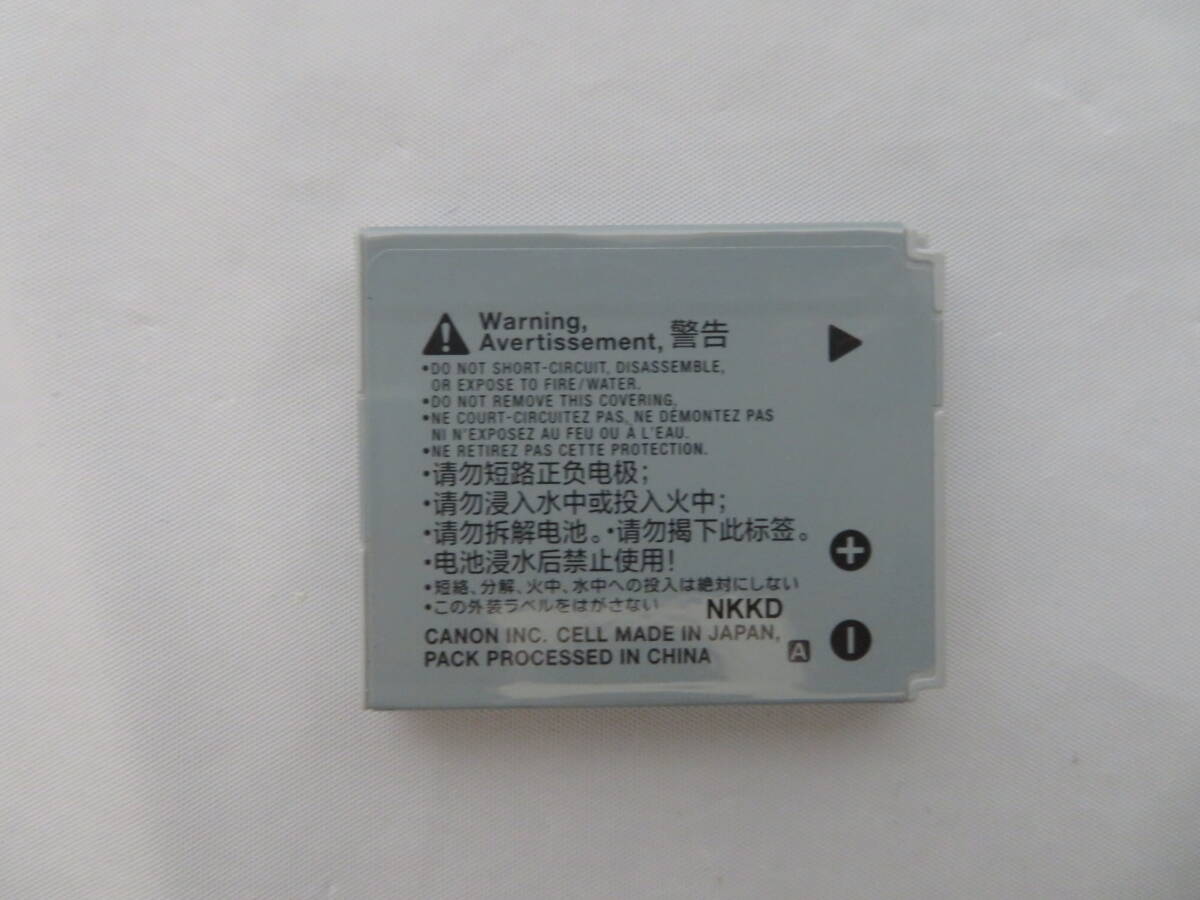 Warning,
Avertissement, 警告
•DO NOT SHORT-CIRCUIT, DISASSEMBLE,
OR EXPOSE TO FIRE/WATER.
•DO NOT REMOVE THIS COVERING.
•NE COURT-CIRCUITEZ PAS, NE DÉMONTEZ PAS
NI N'EXPOSEZ AU FEU OU À L'EAU.
•NE RETIREZ PAS CETTE PROTECTION.
•请勿短路正负电极；
•请勿浸入水中或投入火中；
•请勿拆解电池。•请勿揭下此标签。
•电池浸水后禁止使用！
•短絡、分解、火中、水中への投入は絶対にしない
•この外装ラベルをはがさない NKKD
CANON INC. CELL MADE IN JAPAN,
PACK PROCESSED IN CHINA A